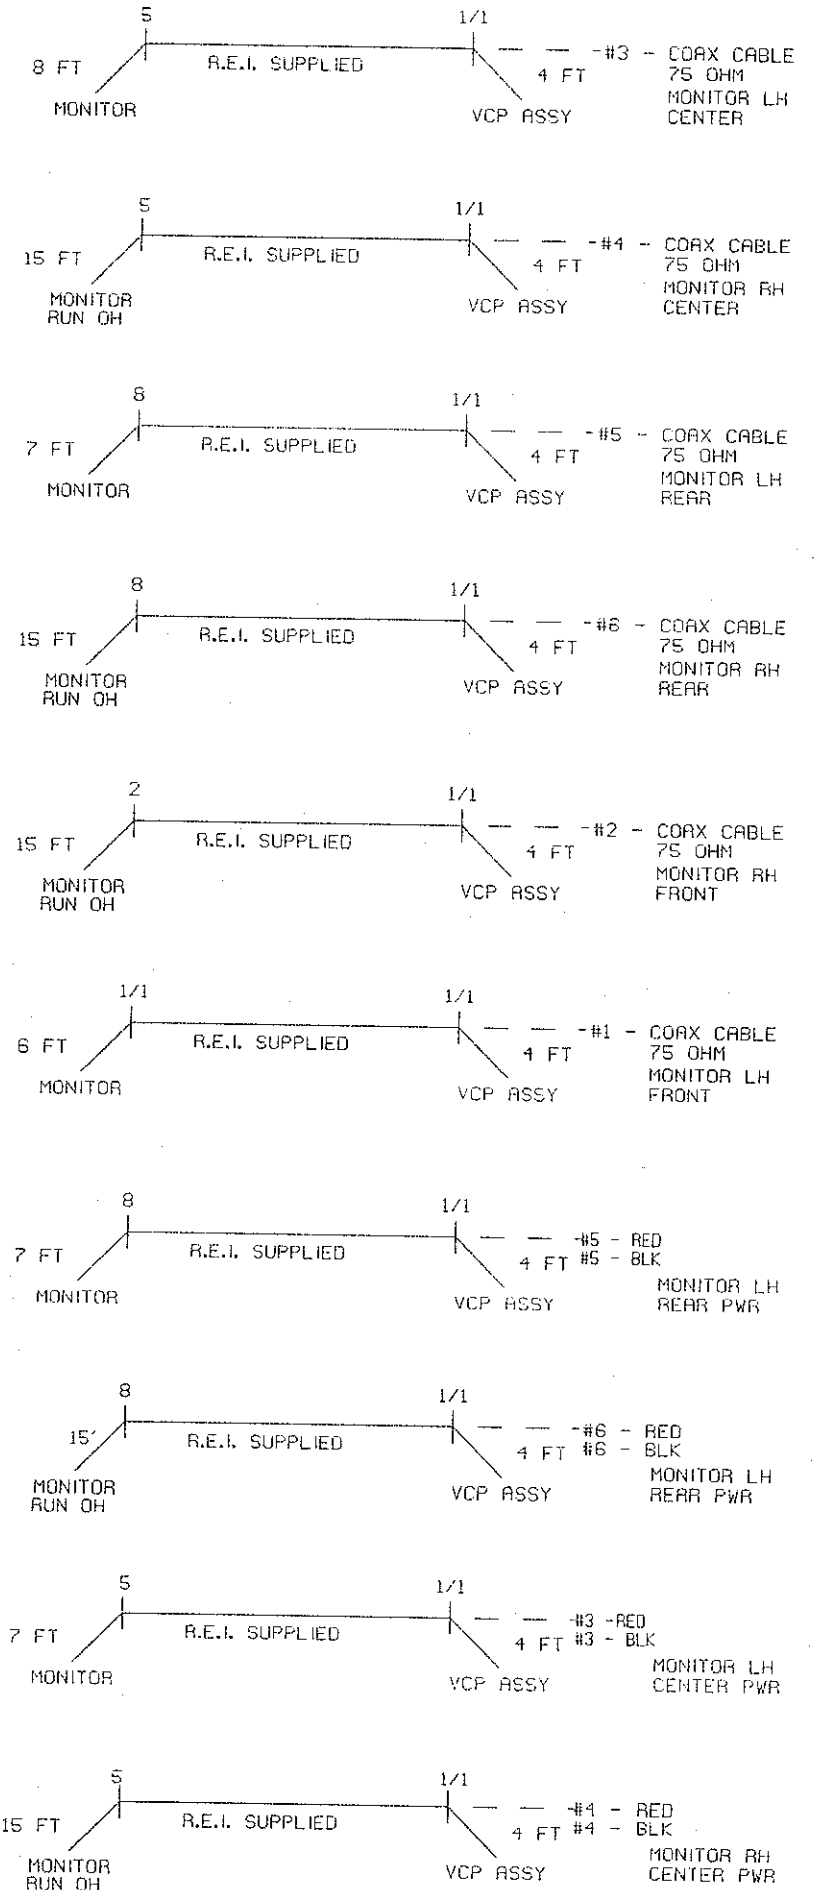 5 1/1
8 FT R.E.I. SUPPLIED 4 FT -#3 - COAX CABLE
75 OHM
MONITOR VCP ASSY MONITOR LH
CENTER
5 1/1
15 FT R.E.I. SUPPLIED 4 FT -#4 - COAX CABLE
75 OHM
MONITOR VCP ASSY MONITOR RH
RUN OH CENTER
8 1/1
7 FT R.E.I. SUPPLIED 4 FT -#5 - COAX CABLE
75 OHM
MONITOR VCP ASSY MONITOR LH
REAR
8 1/1
15 FT R.E.I. SUPPLIED 4 FT -#6 - COAX CABLE
75 OHM
MONITOR VCP ASSY MONITOR RH
RUN OH REAR
2 1/1
15 FT R.E.I. SUPPLIED 4 FT -#2 - COAX CABLE
75 OHM
MONITOR VCP ASSY MONITOR RH
RUN OH FRONT
1/1 1/1
6 FT R.E.I. SUPPLIED 4 FT -#1 - COAX CABLE
75 OHM
MONITOR VCP ASSY MONITOR LH
FRONT
8 1/1
-#5 - RED
7 FT R.E.I. SUPPLIED 4 FT #5 - BLK
MONITOR VCP ASSY MONITOR LH
REAR PWR
8 1/1
-#6 - RED
15' R.E.I. SUPPLIED 4 FT #6 - BLK
MONITOR VCP ASSY MONITOR LH
RUN OH REAR PWR
5 1/1
-#3 -RED
7 FT R.E.I. SUPPLIED 4 FT #3 - BLK
MONITOR VCP ASSY MONITOR LH
CENTER PWR
5 1/1
-#4 - RED
15 FT R.E.I. SUPPLIED 4 FT #4 - BLK
MONITOR VCP ASSY MONITOR RH
RUN OH CENTER PWR